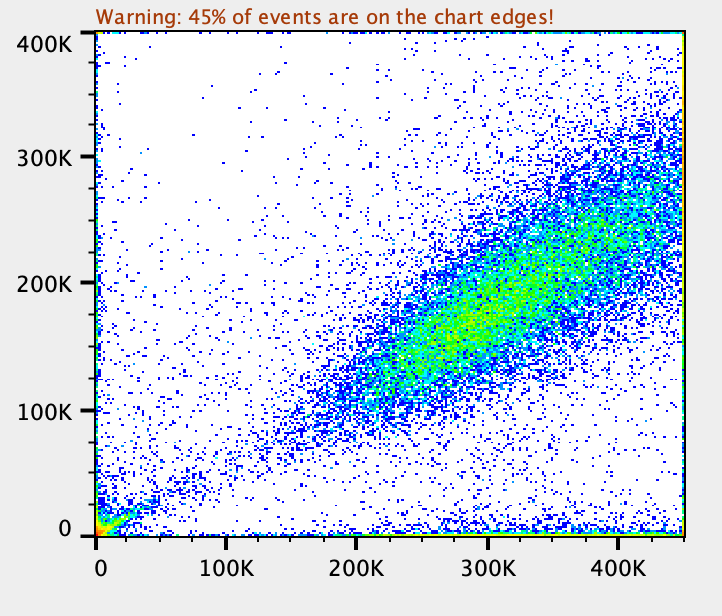 Warning: 45% of events are on the chart edges!
400K
300K
200K
100K
0
0 100K 200K 300K 400K